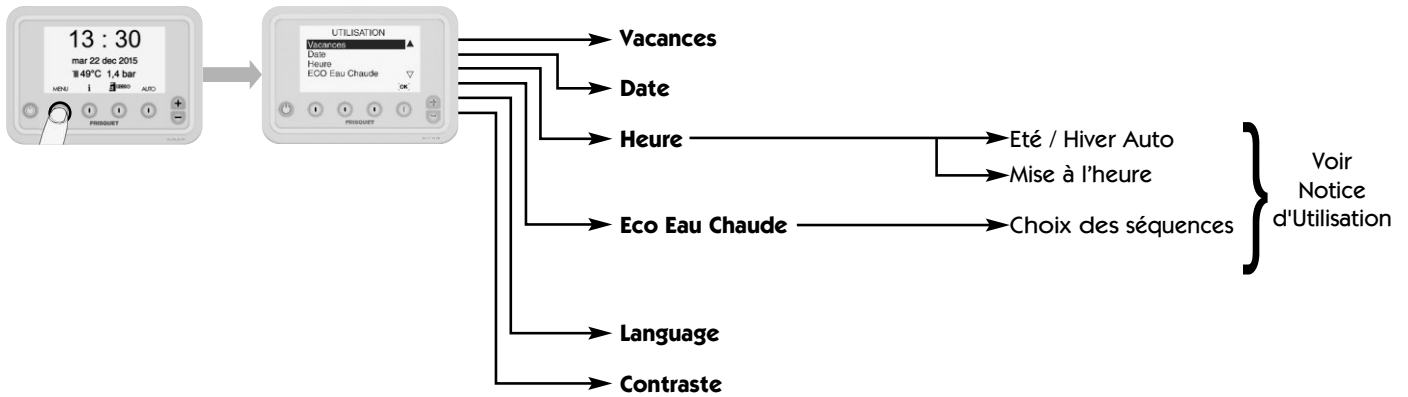 13 : 30
mar 22 dec 2015
49°C 1,4 bar
MENU i AUTO
FRISQUET
UTILISATION
Vacances
Date
Heure
ECO Eau Chaude
OK
FRISQUET
Vacances
Date
Heure
Eté / Hiver Auto
Mise à l'heure
Eco Eau Chaude
Choix des séquences
Voir
Notice
d'Utilisation
Language
Contraste